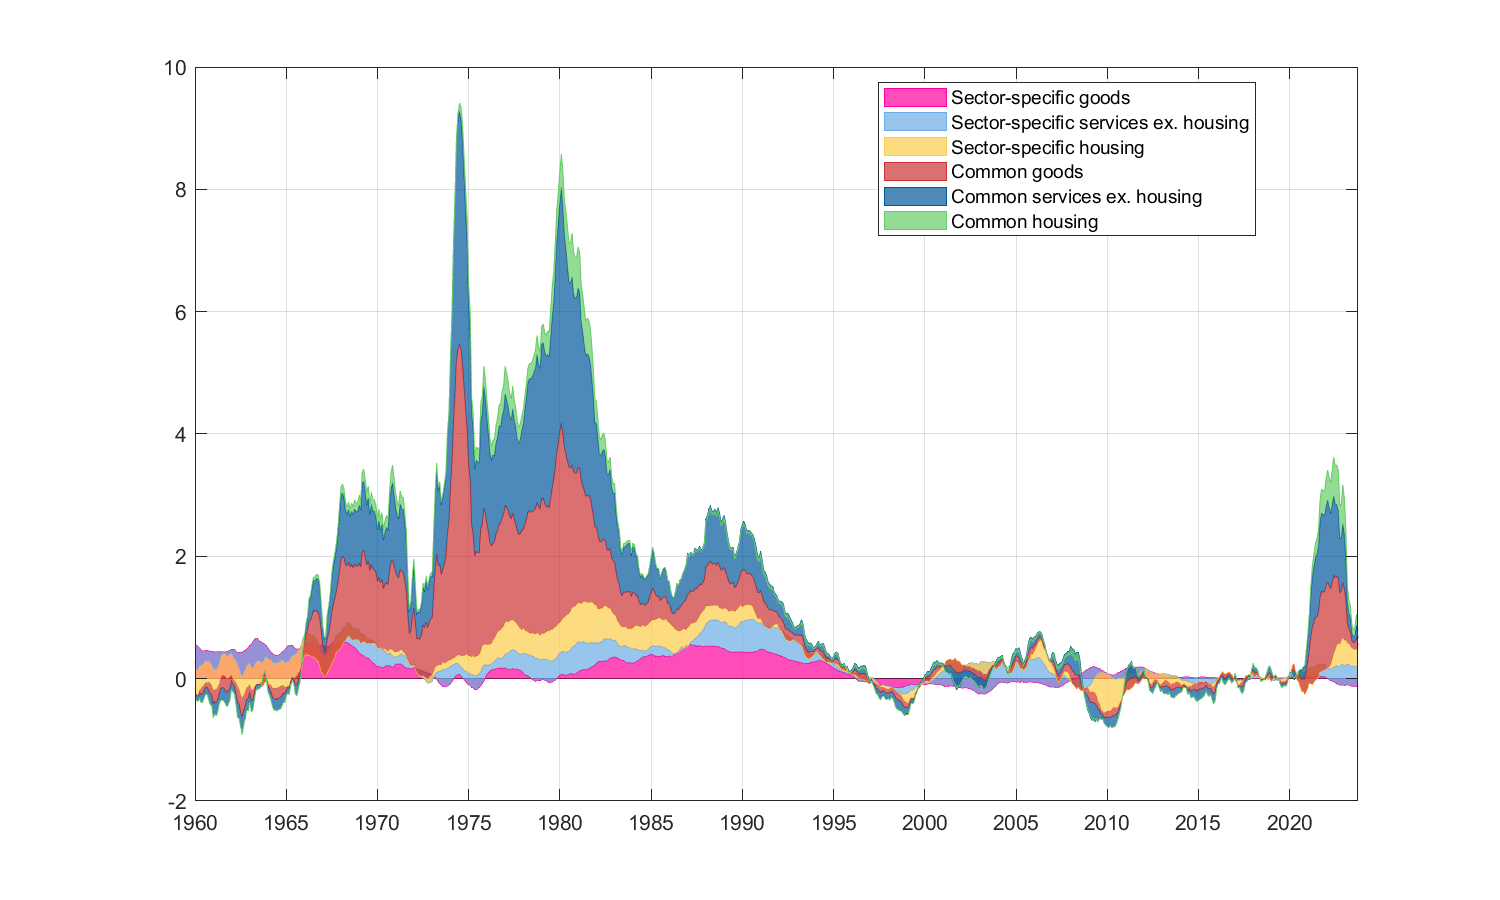 10
8
6
4
2
0
-2
1960 1965 1970 1975 1980 1985 1990 1995 2000 2005 2010 2015 2020
Sector-specific goods
Sector-specific services ex. housing
Sector-specific housing
Common goods
Common services ex. housing
Common housing